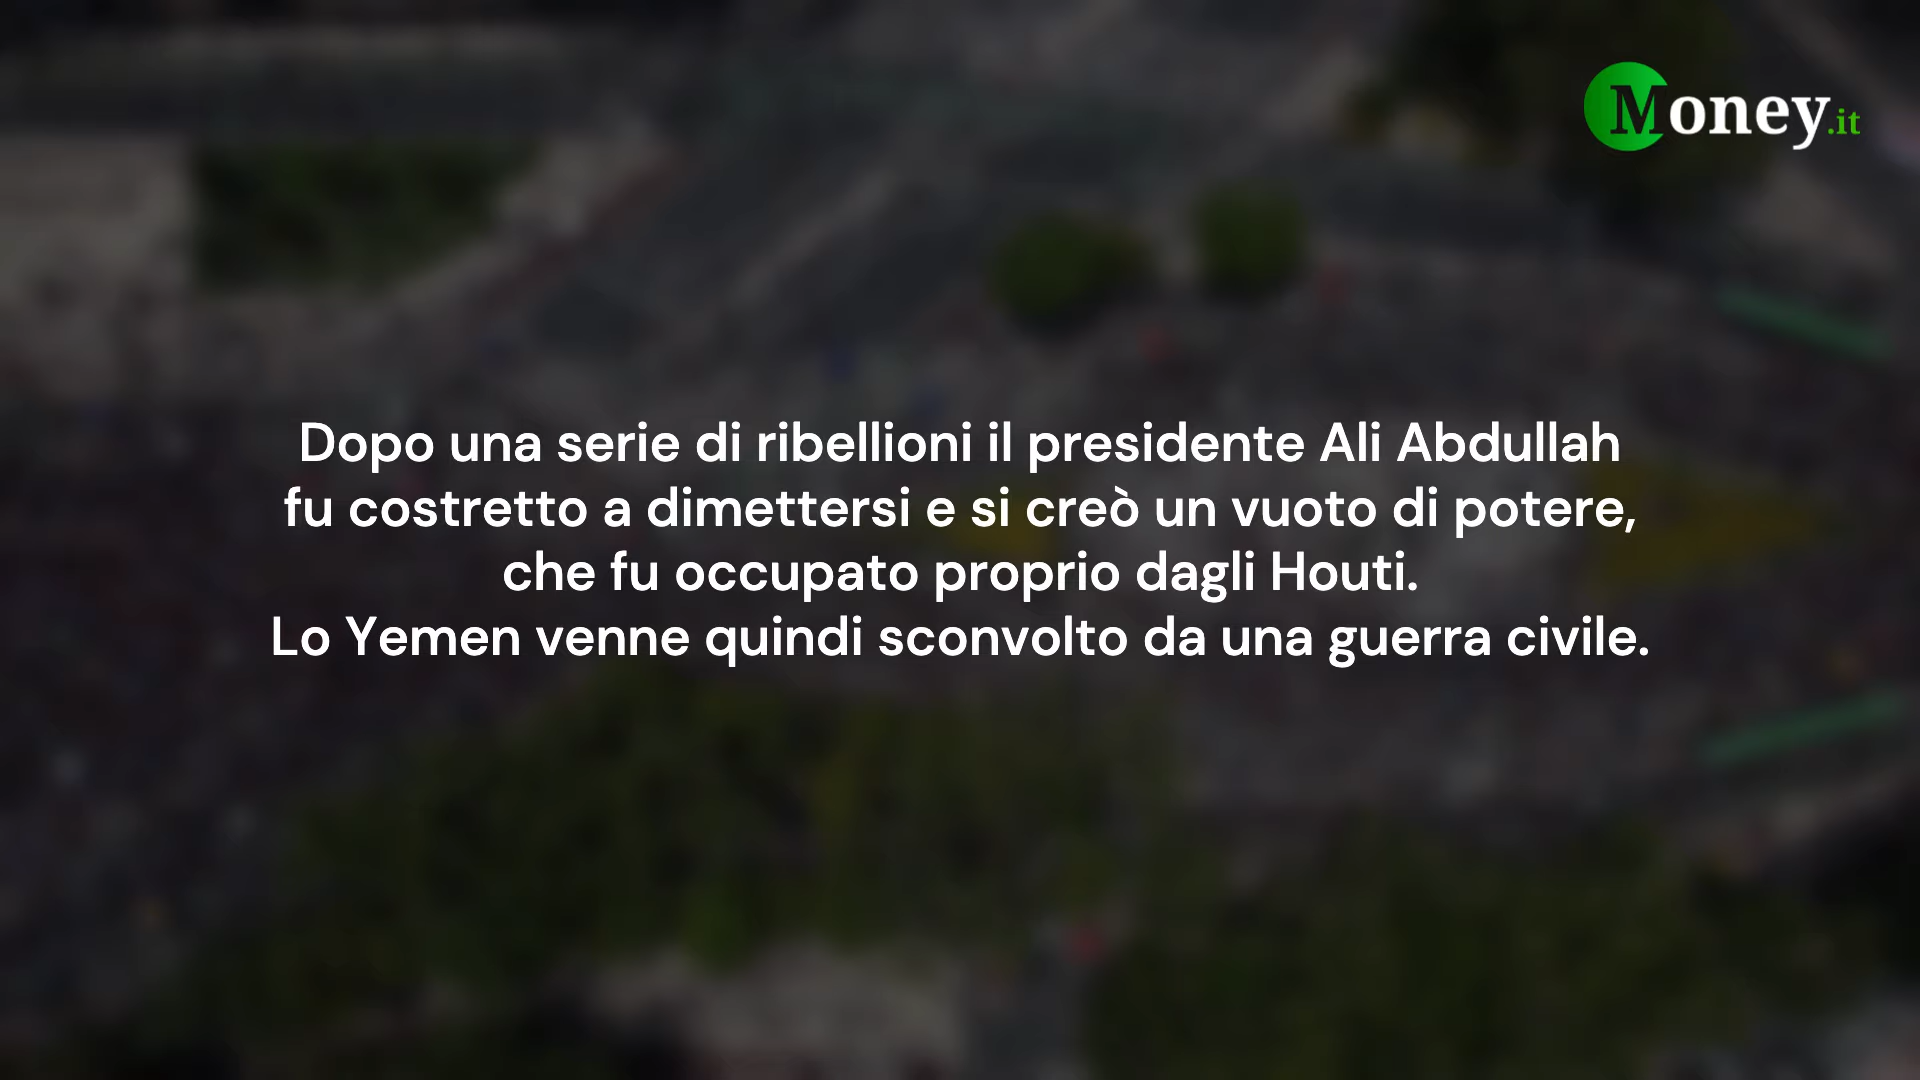 Money.it
Dopo una serie di ribellioni il presidente Ali Abdullah
fu costretto a dimettersi e si creò un vuoto di potere,
che fu occupato proprio dagli Houti.
Lo Yemen venne quindi sconvolto da una guerra civile.